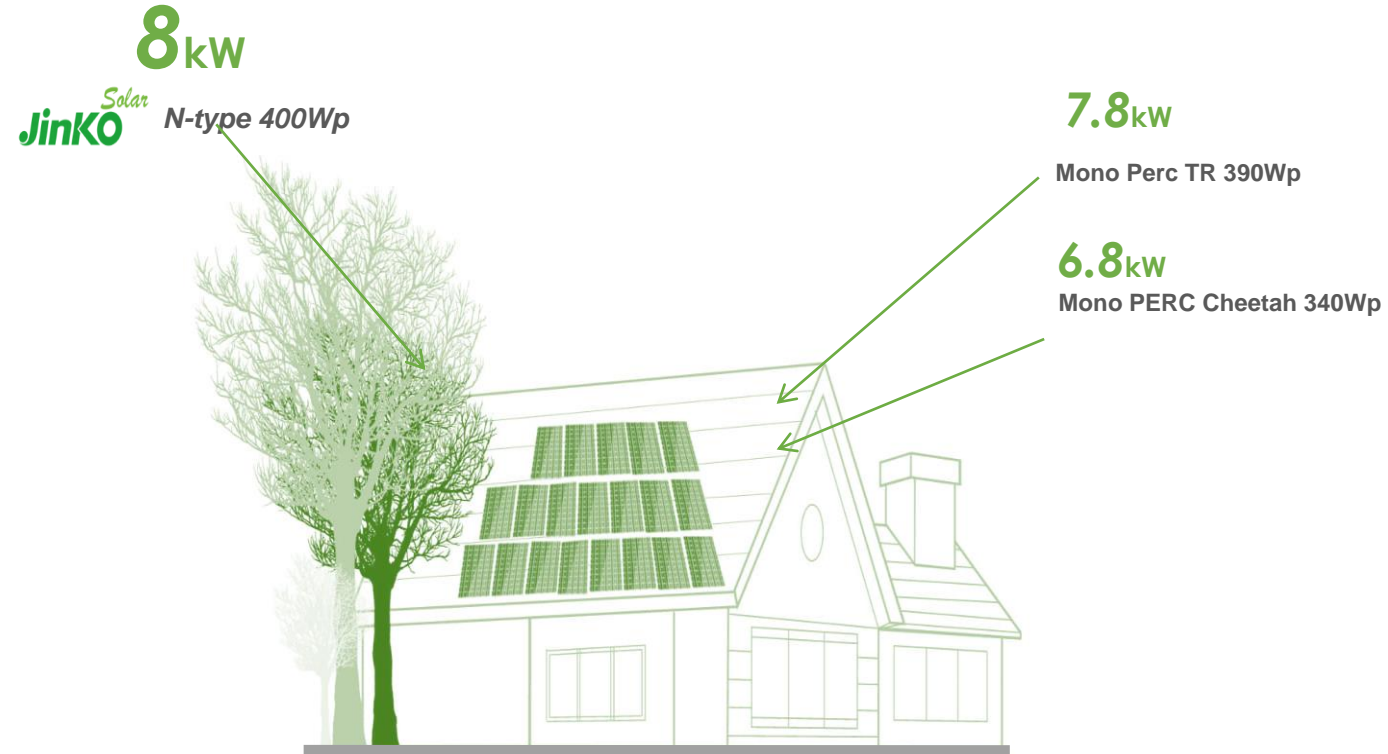 8kW
Solar
JinKO
N-type 400Wp
7.8kW
Mono Perc TR 390Wp
6.8kW
Mono PERC Cheetah 340Wp